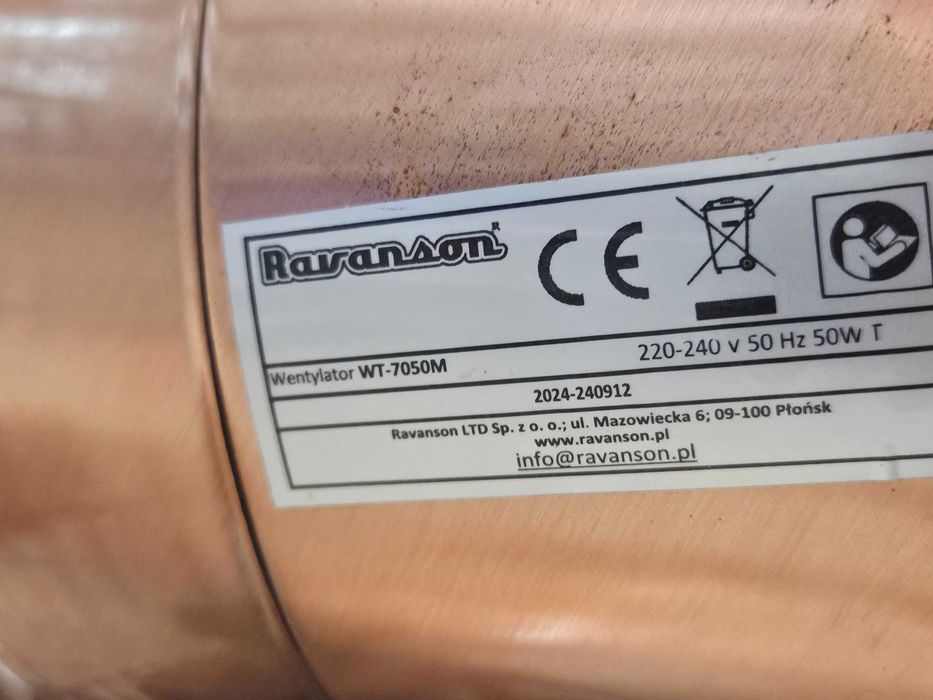 Ravanson R
CE
Wentylator WT-7050M 220-240 v 50 Hz 50W T
2024-240912
Ravanson LTD Sp. z o. o.; ul. Mazowiecka 6; 09-100 Płońsk
www.ravanson.pl
info@ravanson.pl